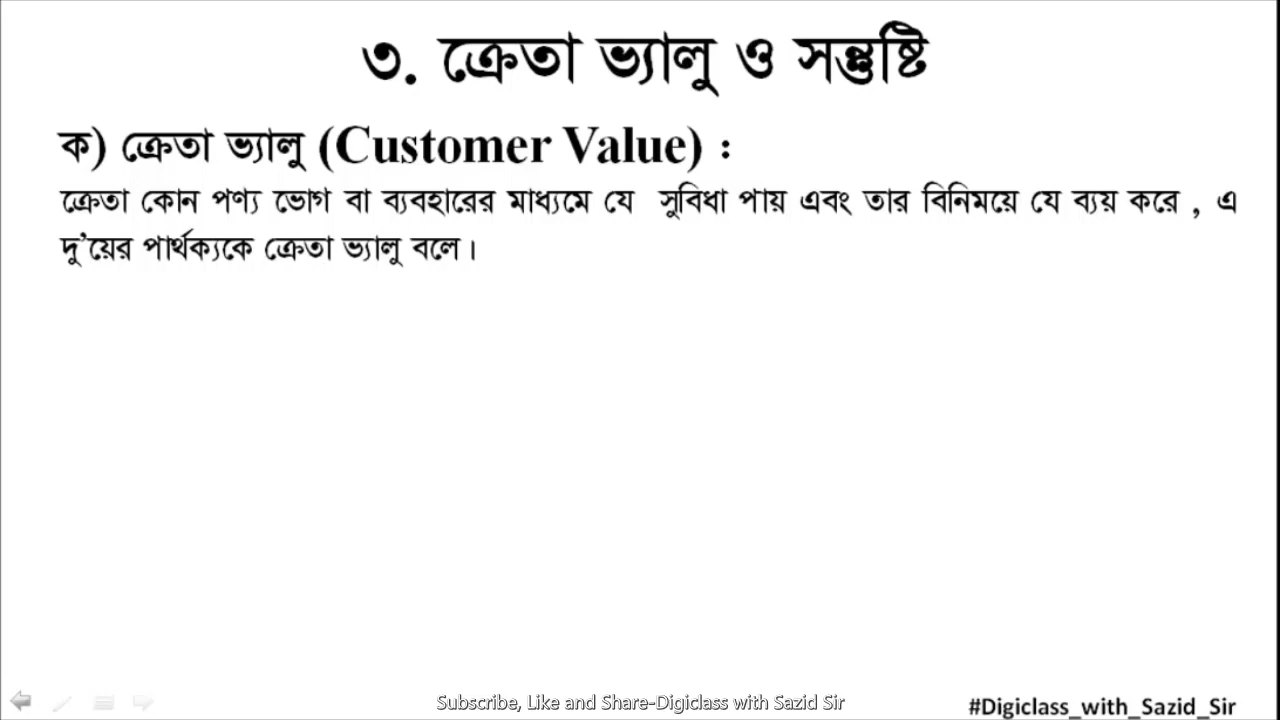 ৩. ক্রেতা ভ্যালু ও সন্তুষ্টি
ক) ক্রেতা ভ্যালু (Customer Value) :
ক্রেতা কোন পণ্য ভোগ বা ব্যবহারের মাধ্যমে যে সুবিধা পায় এবং তার বিনিময়ে যে ব্যয় করে , এ
দু’য়ের পার্থক্যকে ক্রেতা ভ্যালু বলে।
Subscribe, Like and Share-Digiclass with Sazid Sir
#Digiclass_with_Sazid_Sir